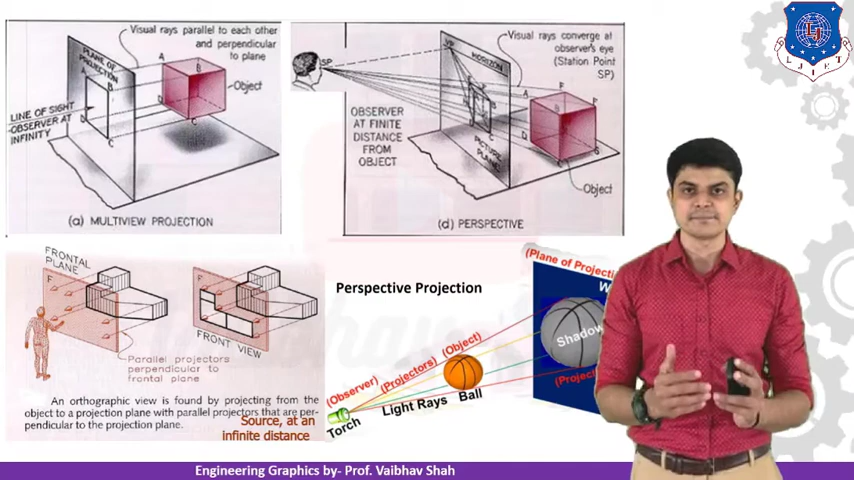 Visual rays parallel to each other
and perpendicular
to plane
PLANE OF
PROJECTION
A
B
A
B
Object
D
D
C
C
LINE OF SIGHT
OBSERVER AT
INFINITY
(a) MULTIVIEW PROJECTION
SP
VP
HORIZON
Visual rays converge at
observer's eye
(Station Point
SP)
OBSERVER
AT FINITE
DISTANCE
FROM
OBJECT
PICTURE
PLANE
A
D
E
F
Object
(d) PERSPECTIVE
LJIET
FRONTAL
PLANE
F
F
FRONT VIEW
Parallel projectors
perpendicular to
frontal plane
An orthographic view is found by projecting from the
object to a projection plane with parallel projectors that are per-
pendicular to the projection plane.
Source, at an
infinite distance
Perspective Projection
(Plane of Projecti
W
(Observer)
(Projectors)
(Object)
Shadow
(Project
Torch
Light Rays
Ball
Engineering Graphics by- Prof. Vaibhav Shah